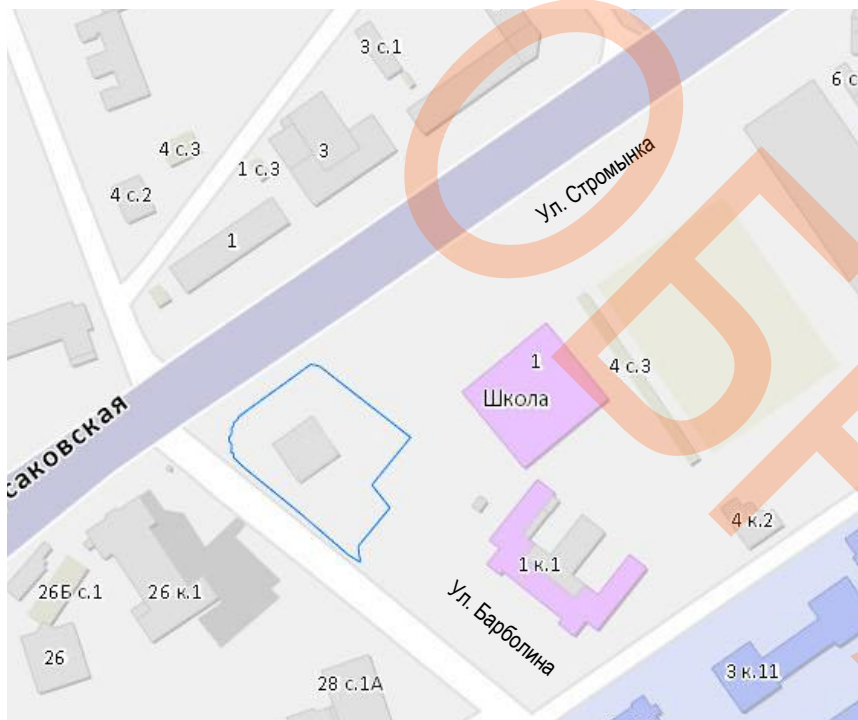 3 с.1
6 с
4 с.3
1 с.3
3
4 с.2
Ул. Стромынка
1
1
4 с.3
Школа
саковская
4 к.2
26Б с.1
26 к.1
1 к.1
Ул. Барболина
26
28 с.1А
3 к.11